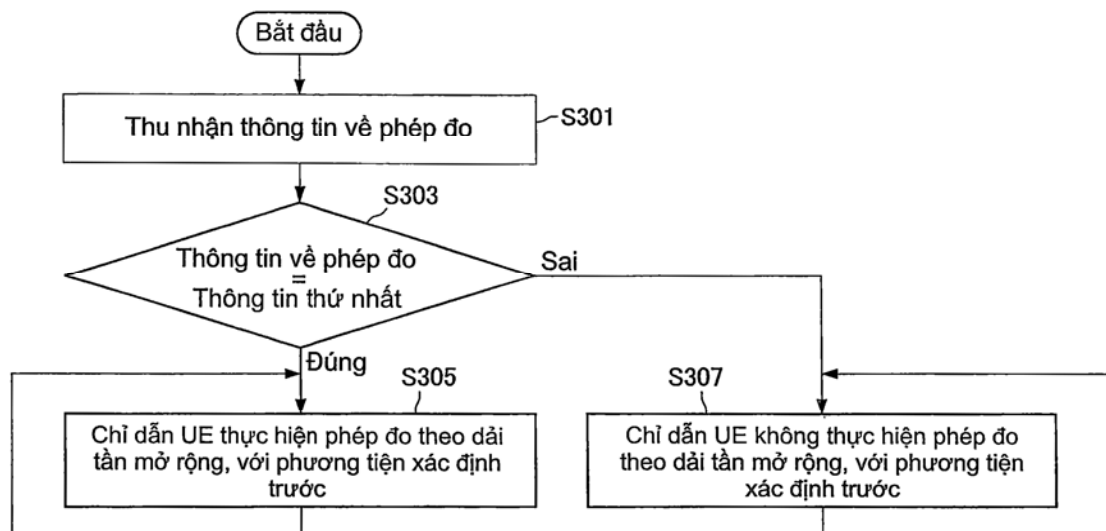 Bắt đầu
Thu nhận thông tin về phép đo
S301
S303
Thông tin về phép đo
=
Thông tin thứ nhất
Sai
Đúng
S305
Chỉ dẫn UE thực hiện phép đo theo dải
tần mở rộng, với phương tiện xác định
trước
S307
Chỉ dẫn UE không thực hiện phép đo
theo dải tần mở rộng, với phương tiện
xác định trước